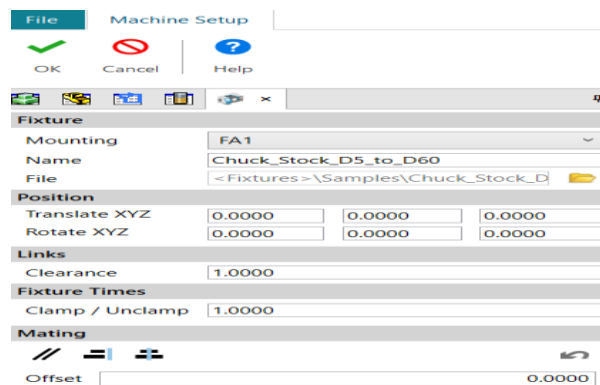 File Machine Setup
OK Cancel Help
Fixture
Mounting FA1
Name Chuck_Stock_D5_to_D60
File <Fixtures>\Samples\Chuck_Stock_D
Position
Translate XYZ 0.0000 0.0000 0.0000
Rotate XYZ 0.0000 0.0000 0.0000
Links
Clearance 1.0000
Fixture Times
Clamp / Unclamp 1.0000
Mating
Offset 0.0000